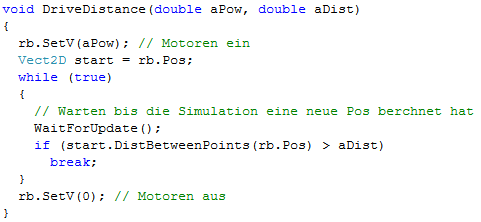 void DriveDistance(double aPow, double aDist)
{
  rb.SetV(aPow); // Motoren ein
  Vect2D start = rb.Pos;
  while (true)
  {
    // Warten bis die Simulation eine neue Pos berchnet hat
    WaitForUpdate();
    if (start.DistBetweenPoints(rb.Pos) > aDist)
      break;
  }
  rb.SetV(0); // Motoren aus
}